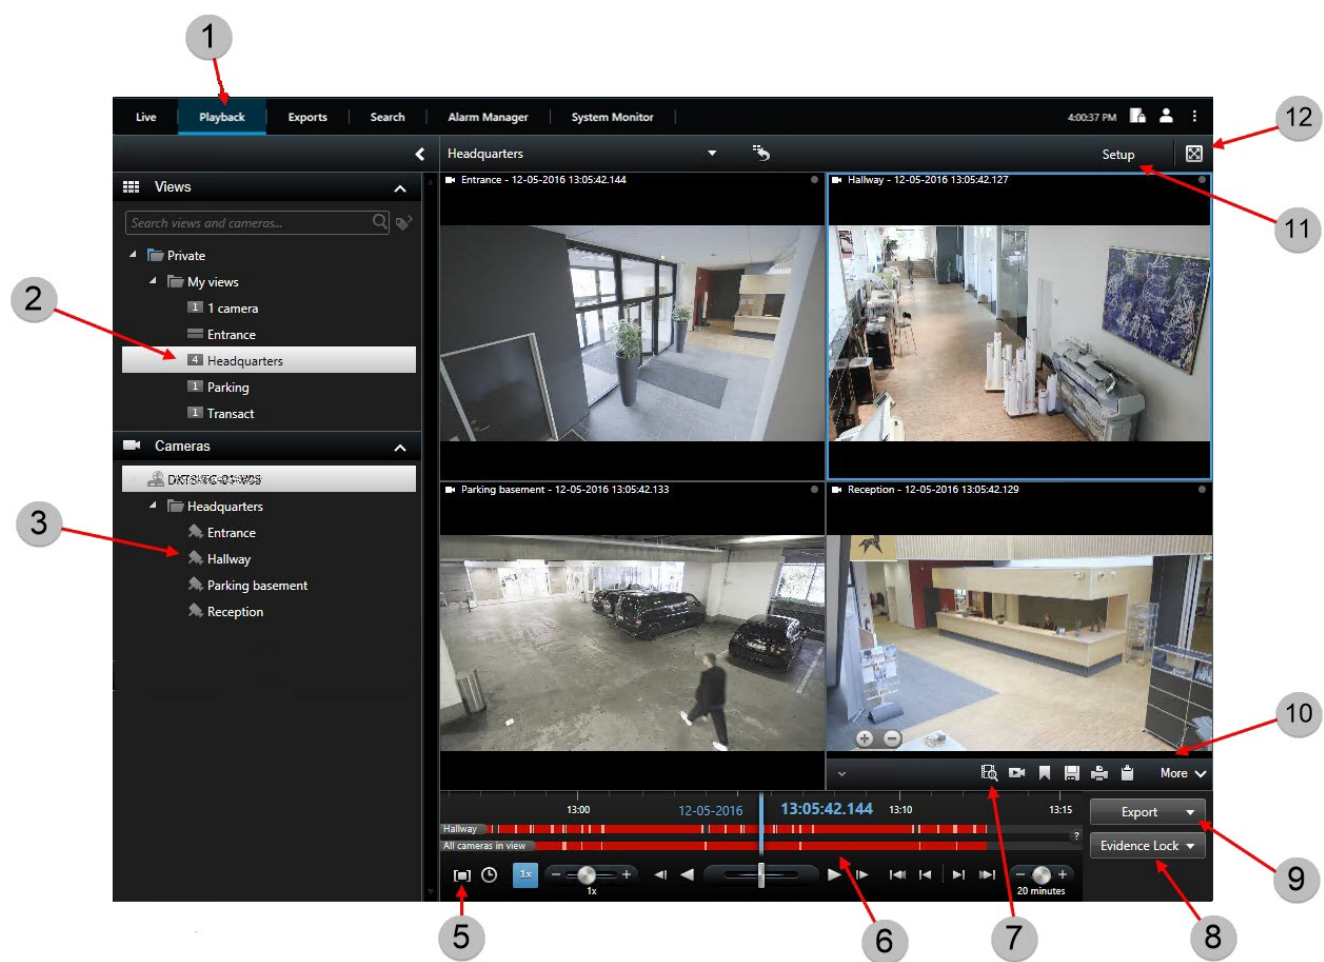 1
Live Playback Exports Search Alarm Manager System Monitor 4:00:37 PM
12
Headquarters Setup
11
Views
Entrance - 12-05-2016 13:05:42.144 Hallway - 12-05-2016 13:05:42.127
Search views and cameras...
Private
My views
2
1 1 camera
Entrance
4 Headquarters
1 Parking
1 Transact
Cameras
Parking basement - 12-05-2016 13:05:42.133 Reception - 12-05-2016 13:05:42.129
Headquarters
3
Entrance
Hallway
Parking basement
Reception
10
More
13:00 12-05-2016 13:05:42.144 13:10 13:15 Export
Hallway
?
All cameras in view Evidence Lock
1x
1x 20 minutes
9
5 6 7 8